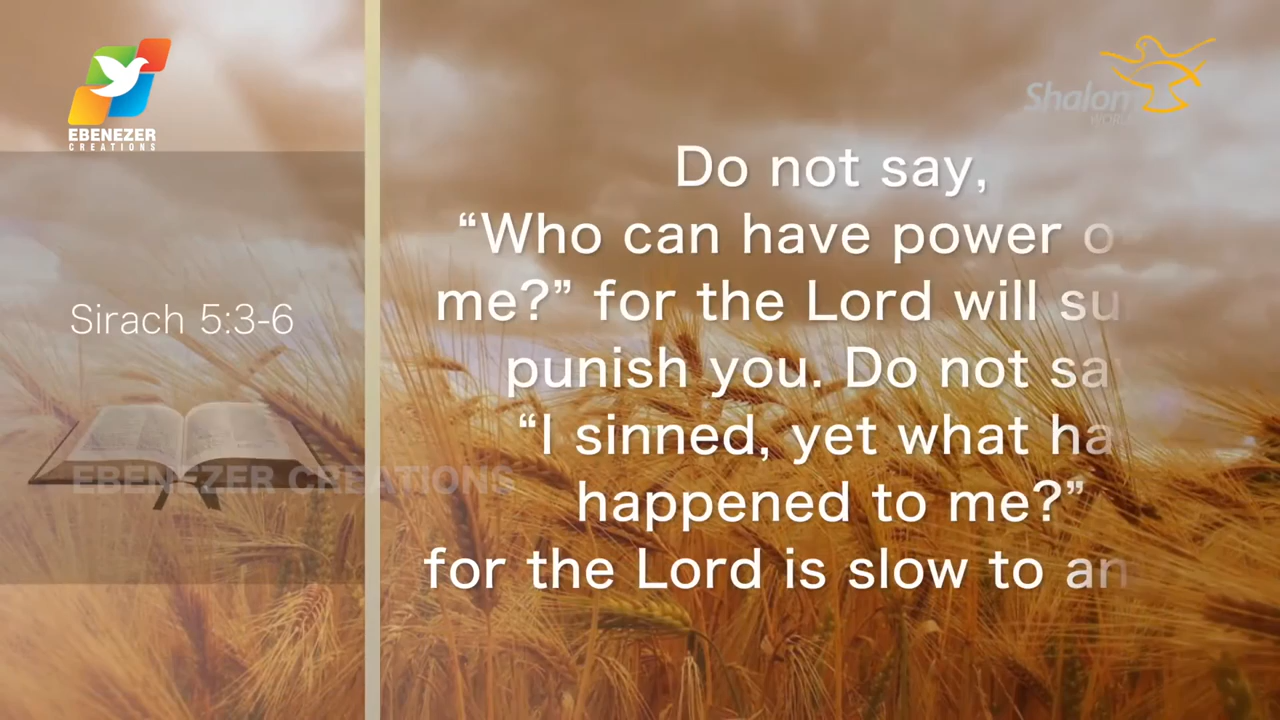 EBENEZER
CREATIONS
Shalom
WORLD
Sirach 5:3-6
EBENEZER CREATIONS
Do not say,
“Who can have power o
me?” for the Lord will su
punish you. Do not sa
“I sinned, yet what ha
happened to me?”
for the Lord is slow to an